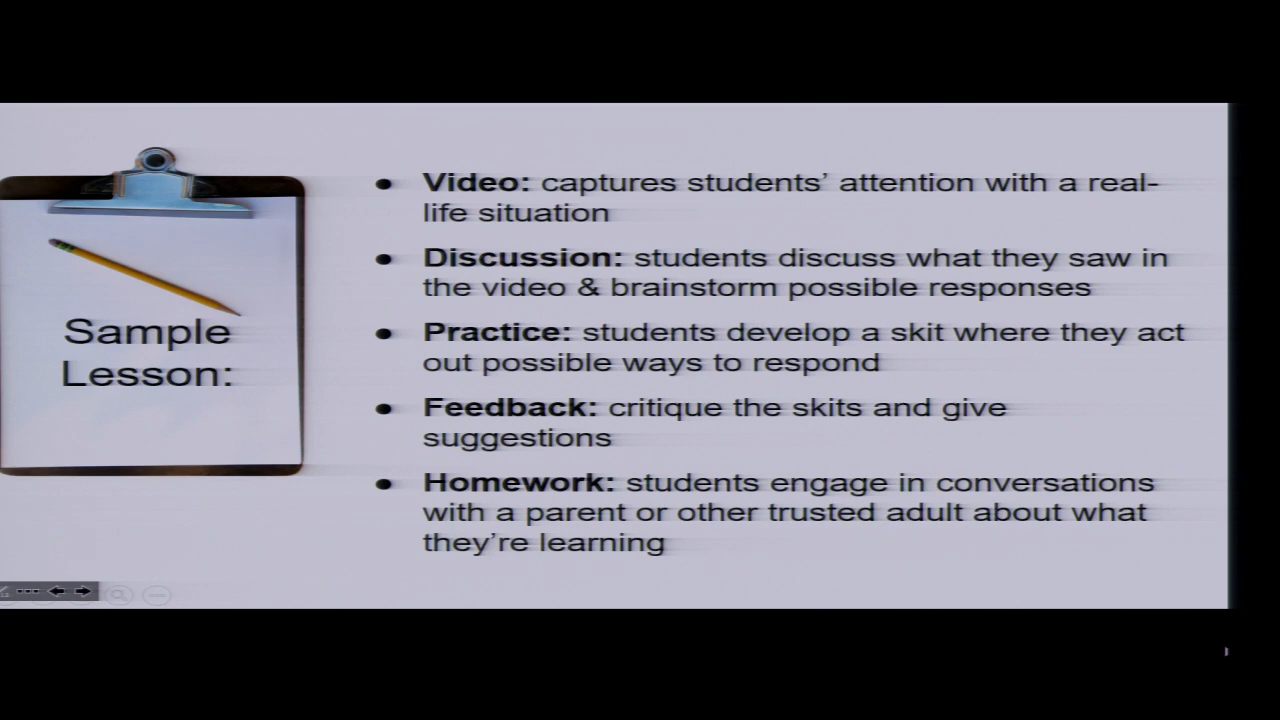 Sample
Lesson:
● Video: captures students’ attention with a real-
life situation
● Discussion: students discuss what they saw in
the video & brainstorm possible responses
● Practice: students develop a skit where they act
out possible ways to respond
● Feedback: critique the skits and give
suggestions
● Homework: students engage in conversations
with a parent or other trusted adult about what
they’re learning